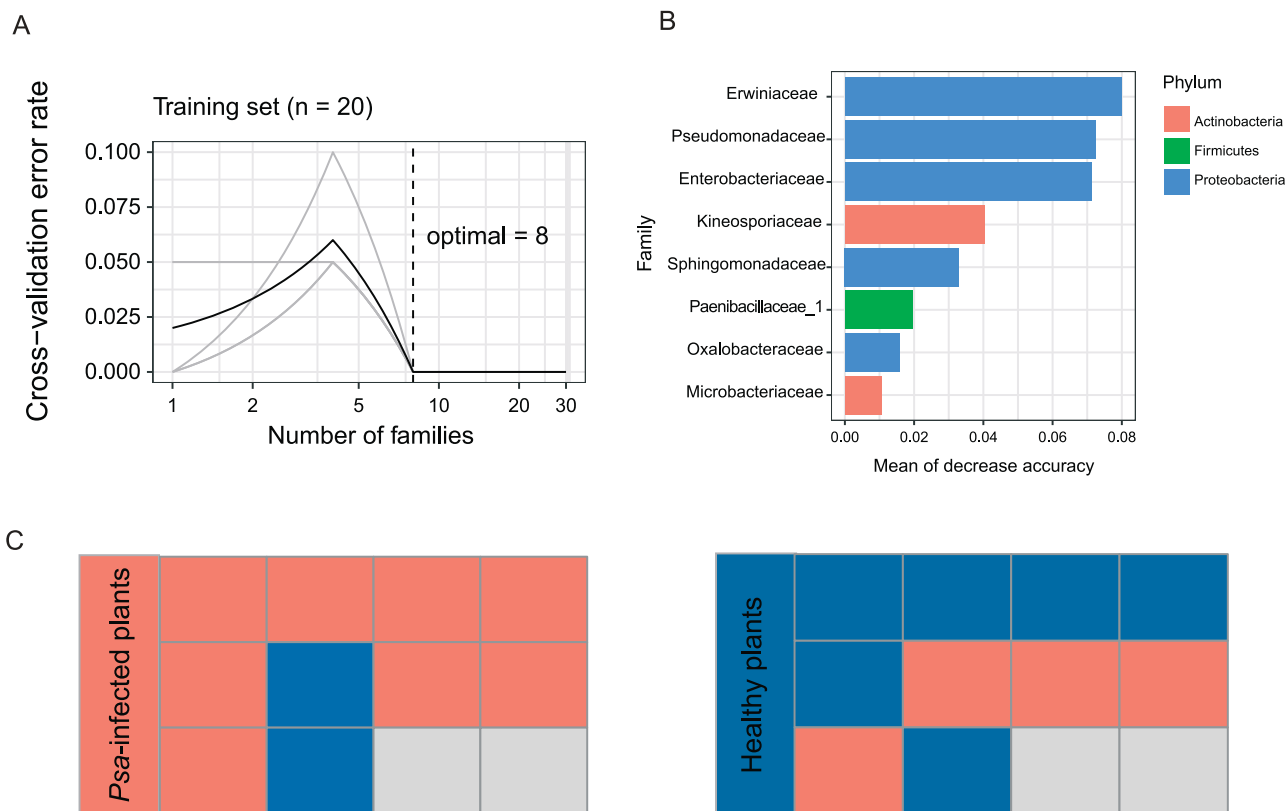 A
Training set (n = 20)
Cross−validation error rate
0.100
0.075
0.050
0.025
0.000
optimal = 8
1 2 5 10 20 30
Number of families
B
Family
Erwiniaceae
Pseudomonadaceae
Enterobacteriaceae
Kineosporiaceae
Sphingomonadaceae
Paenibacillaceae_1
Oxalobacteraceae
Microbacteriaceae
0.00 0.02 0.04 0.06 0.08
Mean of decrease accuracy
Phylum
Actinobacteria
Firmicutes
Proteobacteria
C
Psa-infected plants
Healthy plants